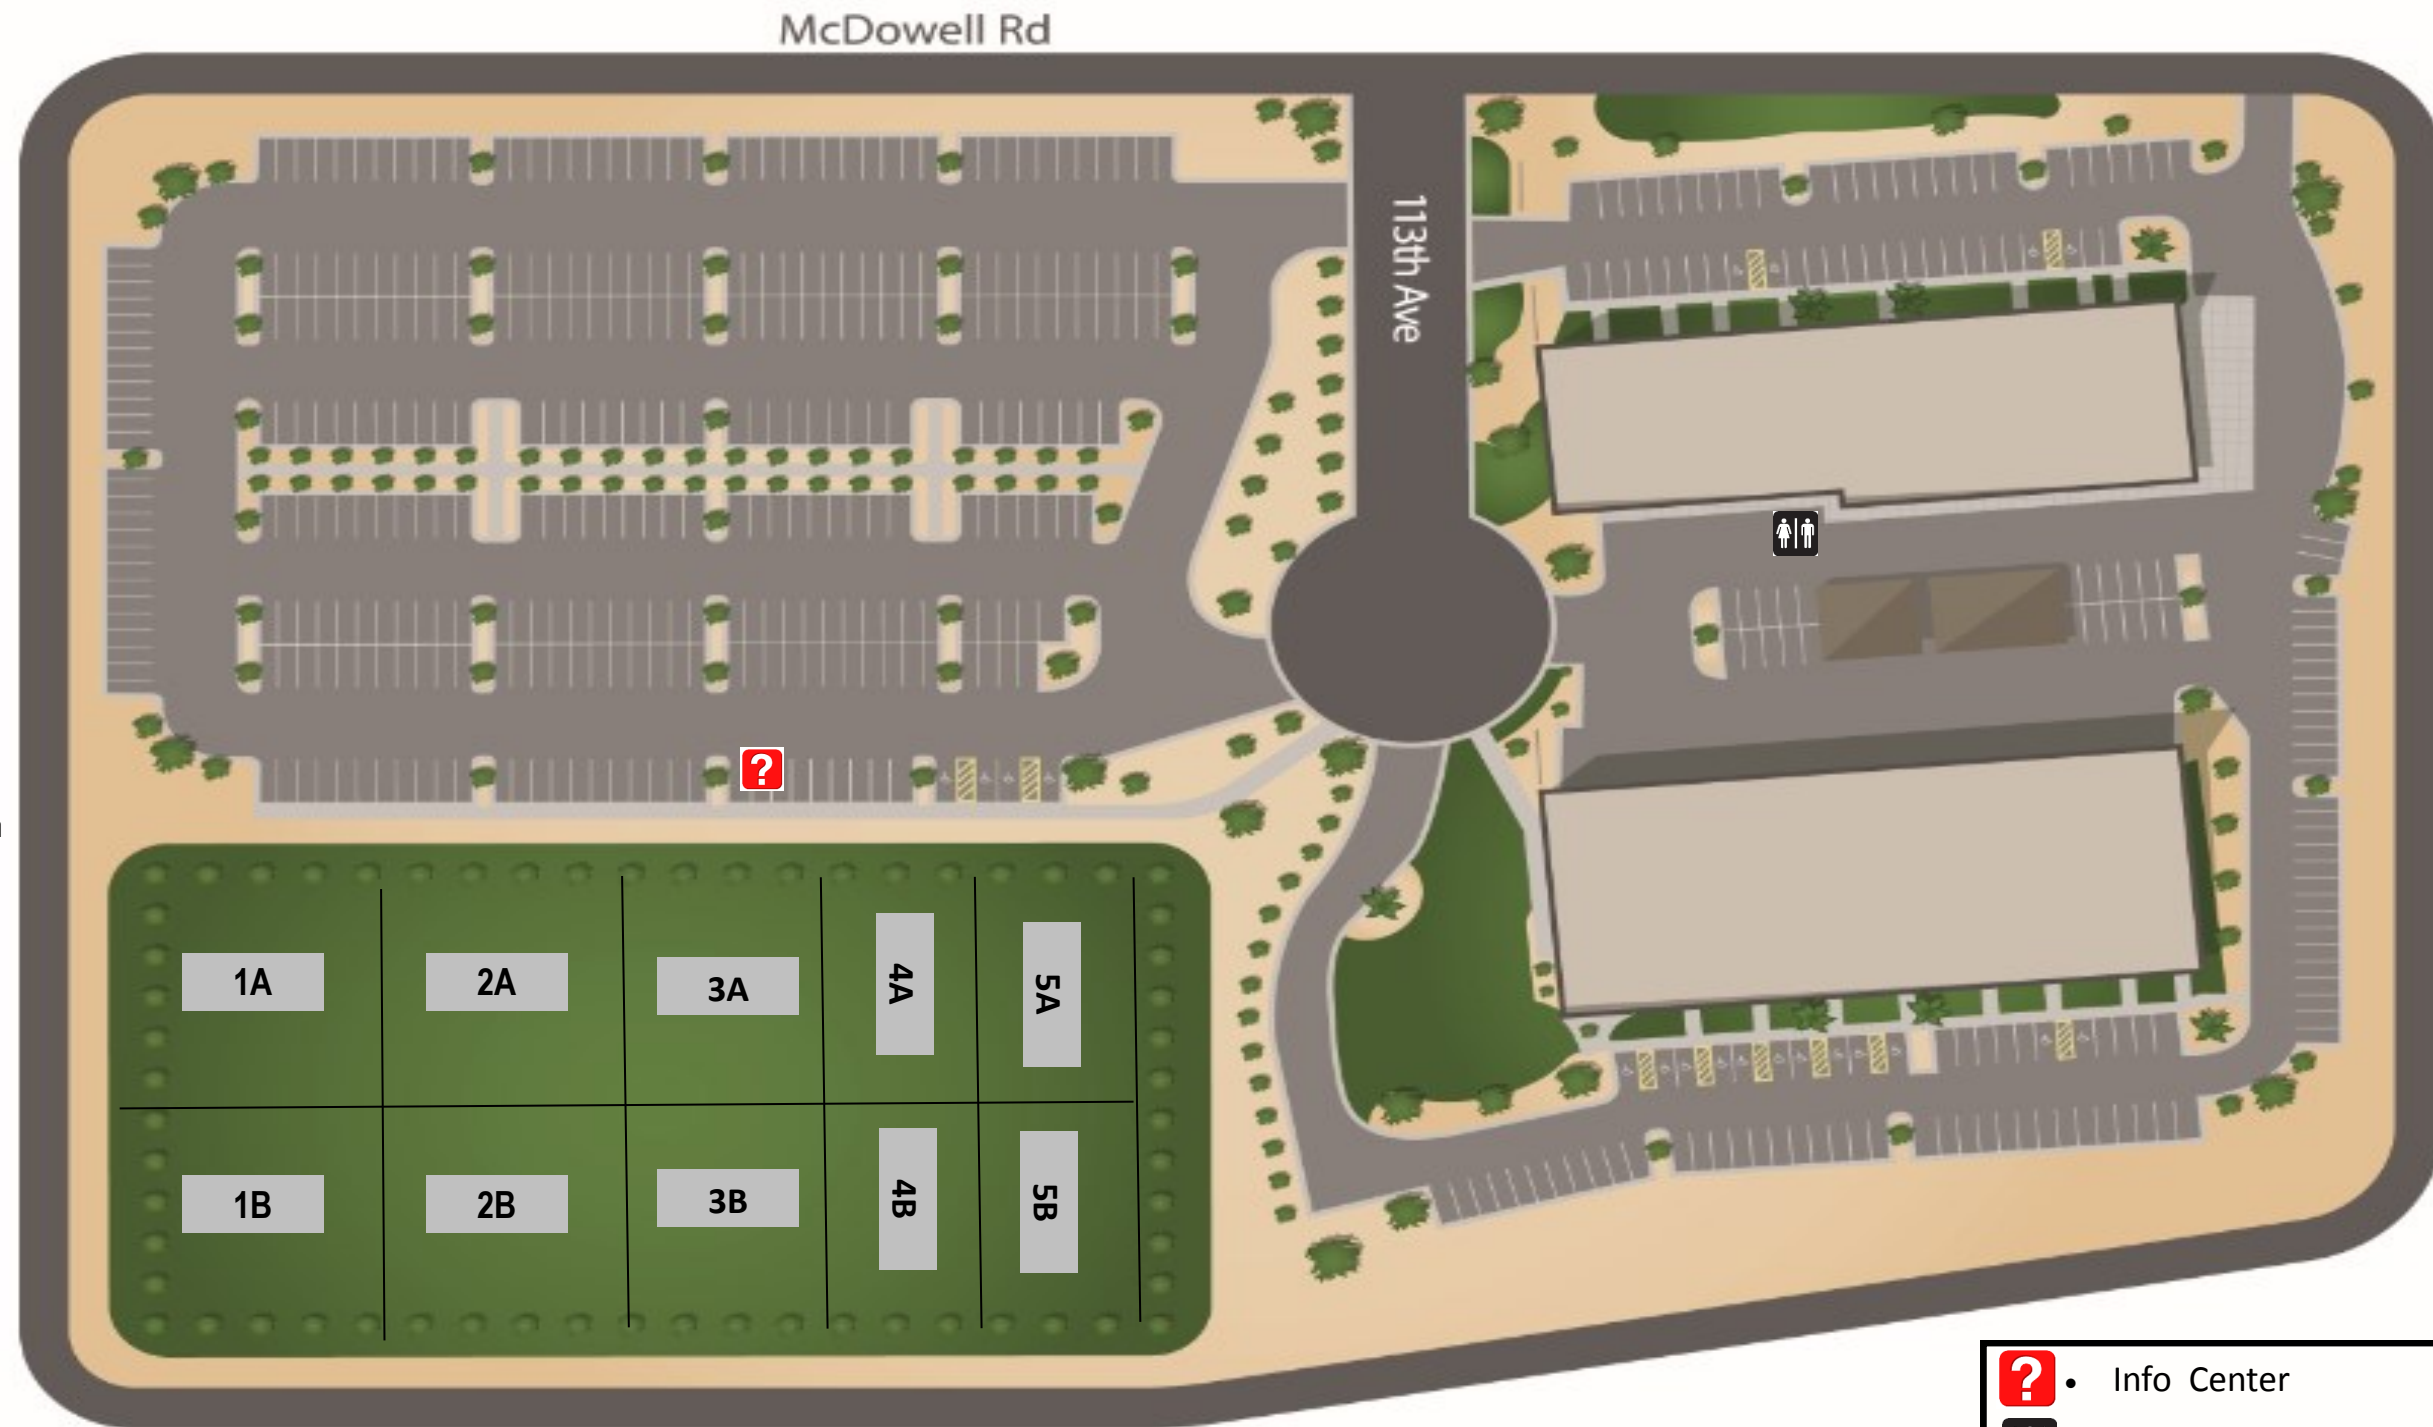 McDowell Rd
113th Ave
?
?
1A
2A
3A
4A
5A
1B
2B
3B
4B
5B
? • Info Center